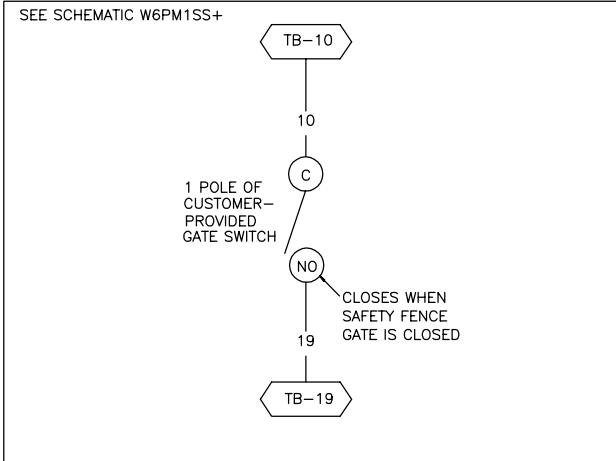 SEE SCHEMATIC W6PM1SS+
TB-10
10
C
1 POLE OF
CUSTOMER-
PROVIDED
GATE SWITCH
NO
CLOSES WHEN
SAFETY FENCE
GATE IS CLOSED
19
TB-19